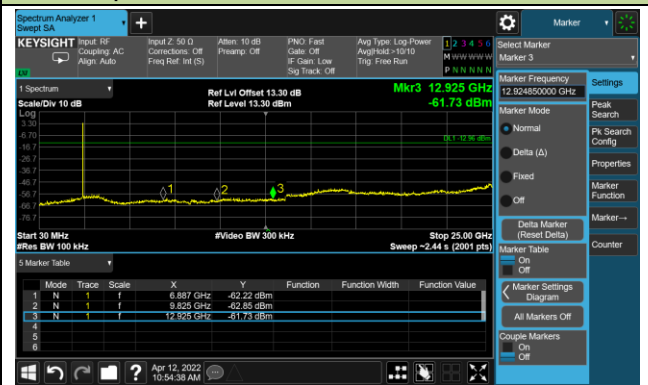 Spectrum Analyzer 1
Swept SA
Marker
KEYSIGHT
Input: RF
Coupling: AC
Align: Auto
Input Z: 50 Ω
Corrections: Off
Freq Ref: Int (S)
Atten: 10 dB
Preamp: Off
PNO: Fast
Gate: Off
IF Gain: Low
Sig Track: Off
Avg Type: Log-Power
Avg|Hold:>10/10
Trig: Free Run
1 2 3 4 5 6
M W W W W W
P N N N N N
Select Marker
Marker 3
1 Spectrum
Scale/Div 10 dB
Log
Ref Lvl Offset 13.30 dB
Ref Level 13.30 dBm
Mkr3 12.925 GHz
-61.73 dBm
3.30
-6.70
-16.7
-26.7
-36.7
-46.7
-56.7
-66.7
-76.7
DL1 -12.96 dBm
1
2
3
Start 30 MHz
#Res BW 100 kHz
#Video BW 300 kHz
Stop 25.00 GHz
Sweep ~2.44 s (2001 pts)
5 Marker Table
Mode Trace Scale X Y Function Function Width Function Value
1 N 1 f 6.887 GHz -62.22 dBm
2 N 1 f 9.825 GHz -62.85 dBm
3 N 1 f 12.925 GHz -61.73 dBm
4
5
6
Marker Frequency
12.924850000 GHz
Marker Mode
Normal
Delta (Δ)
Fixed
Off
Delta Marker
(Reset Delta)
Marker Table
On
Off
Marker Settings
Diagram
All Markers Off
Couple Markers
On
Off
Settings
Peak
Search
Pk Search
Config
Properties
Marker
Function
Marker→
Counter
Apr 12, 2022
10:54:38 AM